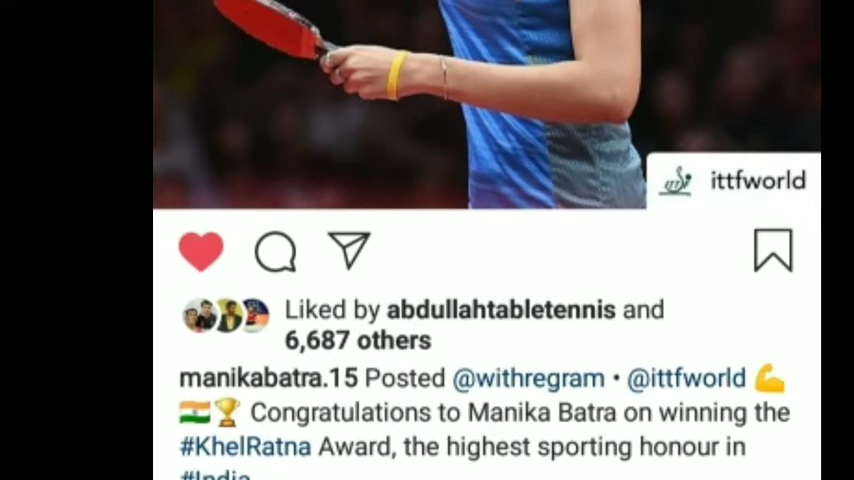 ittfworld
Liked by abdullahtabletennis and
6,687 others
manikabatra.15 Posted @withregram • @ittfworld 💪
🇮🇳🏆 Congratulations to Manika Batra on winning the
#KhelRatna Award, the highest sporting honour in
#India